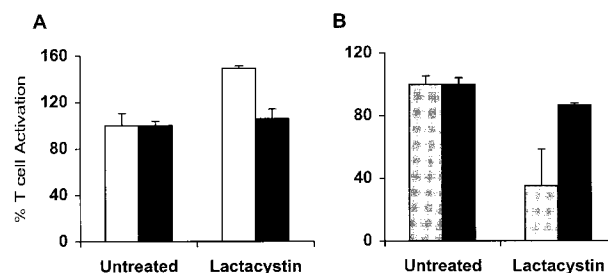 A
% T cell Activation
160
120
80
40
0
Untreated
Lactacystin
B
120
80
40
0
Untreated
Lactacystin